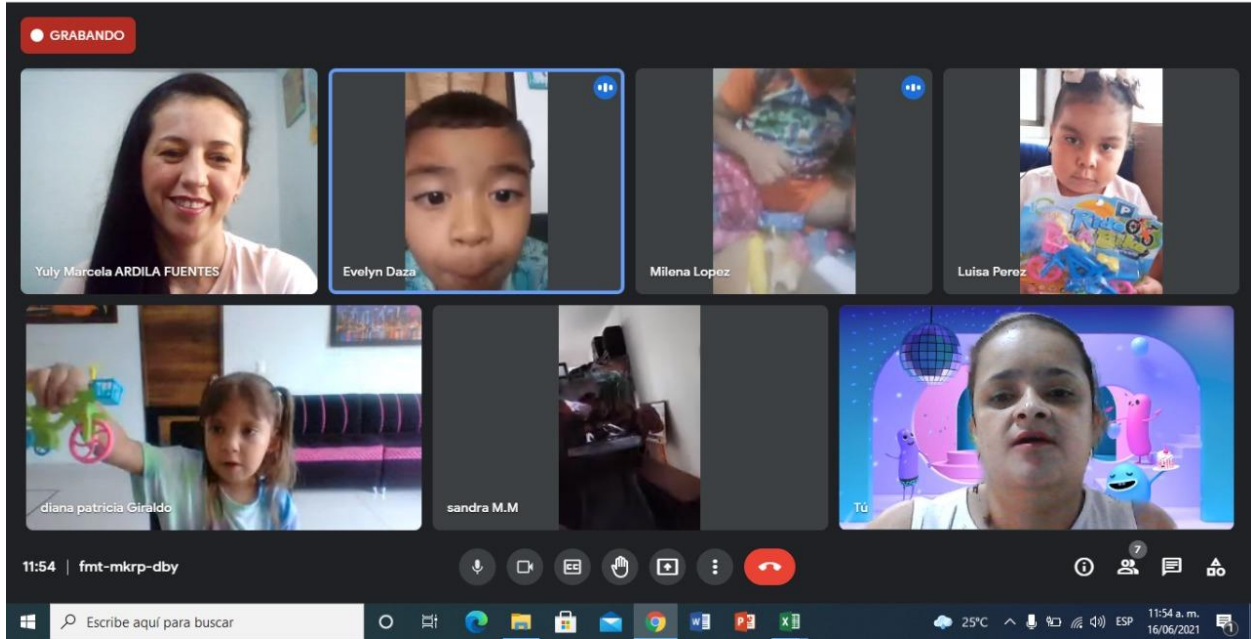 GRABANDO
Yuly Marcela ARDILA FUENTES
Evelyn Daza
Milena Lopez
Luisa Perez
diana patricia Giraldo
sandra M.M
Tú
11:54 | fmt-mkrp-dby
7
Escribe aquí para buscar
25°C
ESP
11:54 a. m.
16/06/2021
1